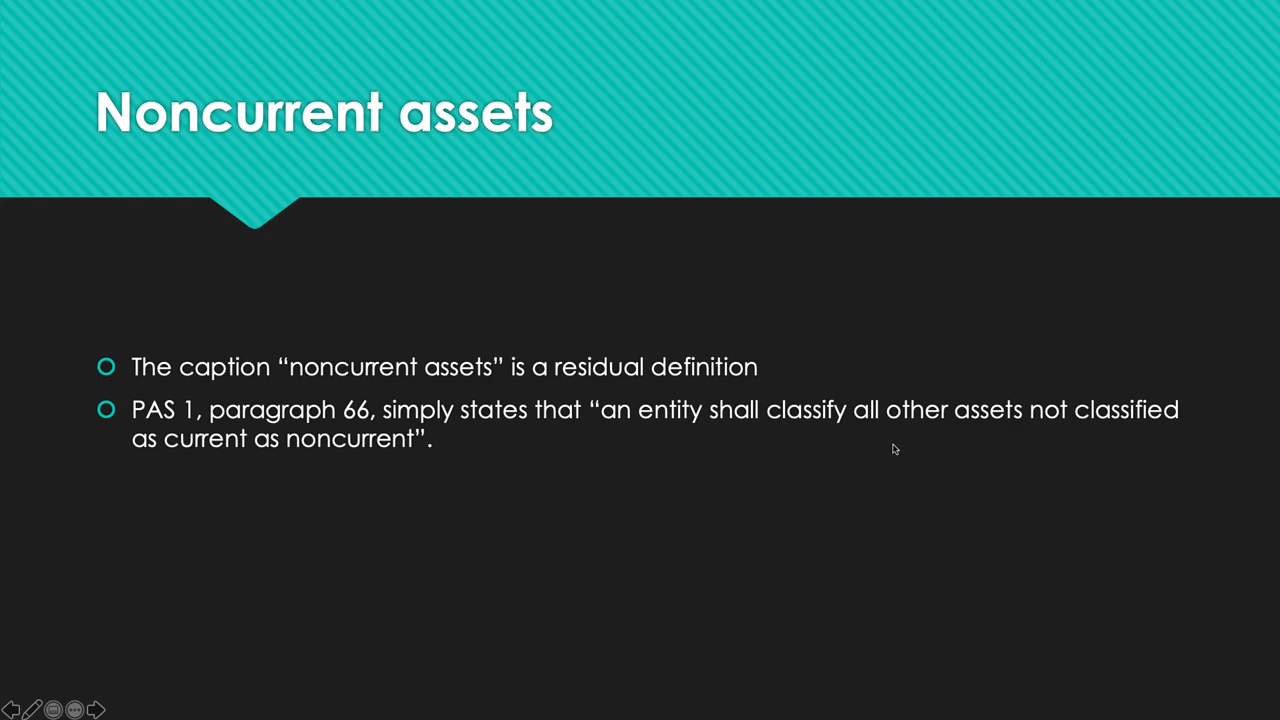 Noncurrent assets
The caption “noncurrent assets” is a residual definition
PAS 1, paragraph 66, simply states that “an entity shall classify all other assets not classified
as current as noncurrent”.